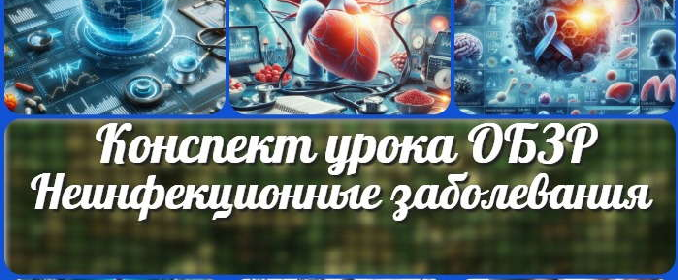 Конспект урока ОБЗР
Неинфекционные заболевания